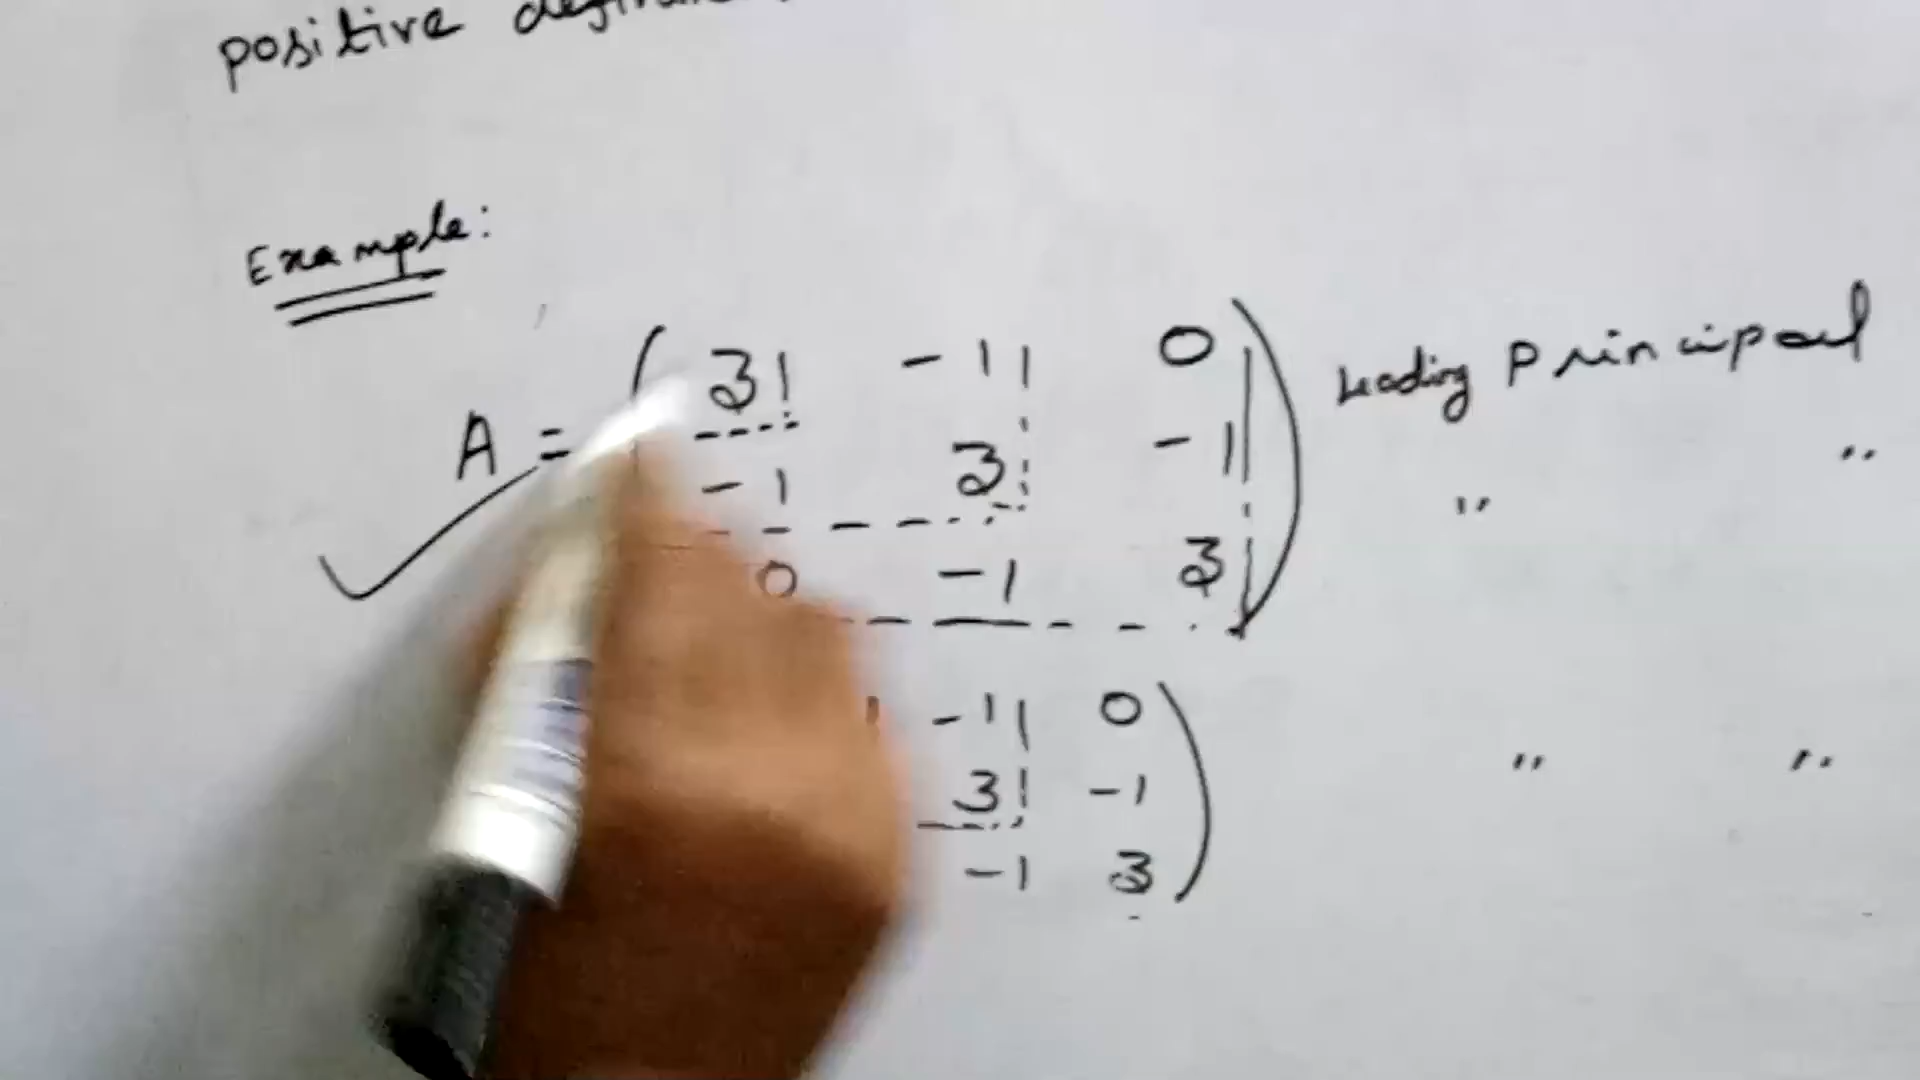 positive
Example:
A = ( 3 -1 0 ) Leading Principal
-1 3 -1 " "
0 -1 3
-1 0 )
3 -1 " "
-1 3